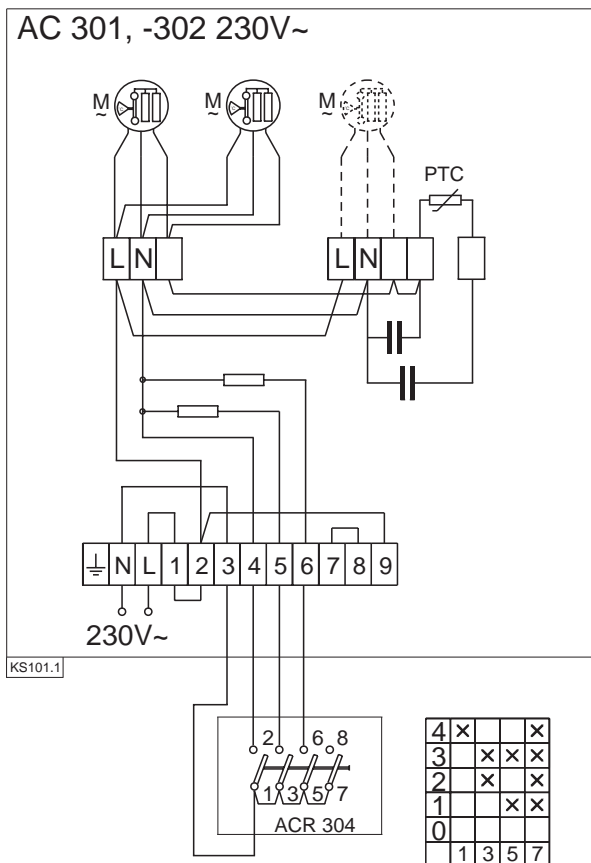 AC 301, -302 230V~
M
~
M
~
M
~
PTC
L N
L N
N L 1 2 3 4 5 6 7 8 9
230V~
KS101.1
2 6 8
1 3 5 7
ACR 304
4 × ×
3 × × ×
2 × ×
1 × ×
0
1 3 5 7